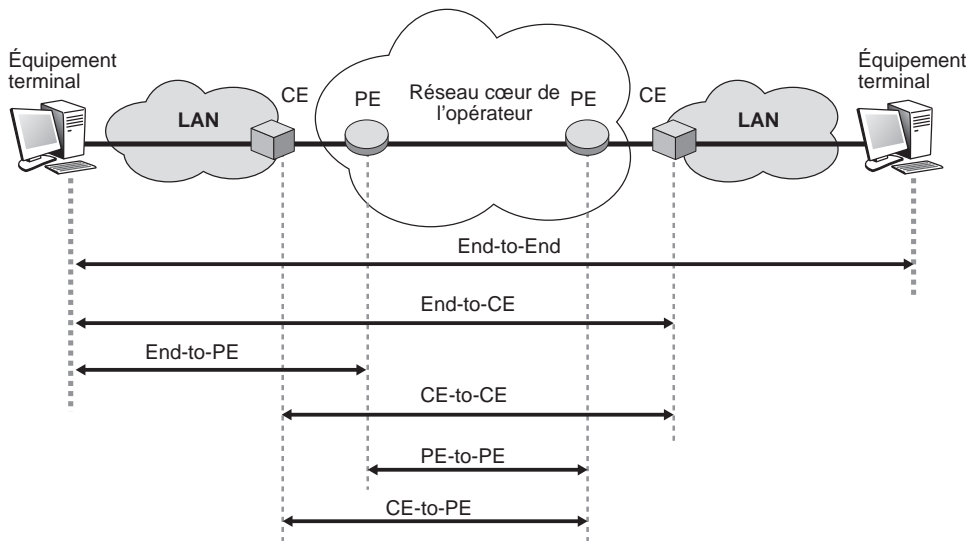 Équipement
terminal
CE
PE
Réseau cœur de
l'opérateur
PE
CE
Équipement
terminal
LAN
LAN
End-to-End
End-to-CE
End-to-PE
CE-to-CE
PE-to-PE
CE-to-PE